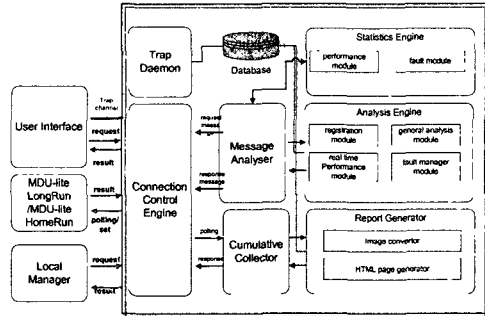 Trap
Daemon
Database
Statistics Engine
performance
module
fault module
User Interface
Trap
channel
request
result
MDU-lite
LongRun
/MDU-lite
HomeRun
result
polling/
set
Local
Manager
request
result
Connection
Control
Engine
request
messg
response
message
Message
Analyser
polling
response
Cumulative
Collector
Analysis Engine
registration
module
general analysis
module
real time
Performance
module
fault manager
module
Report Generator
Image convertor
HTML page generator